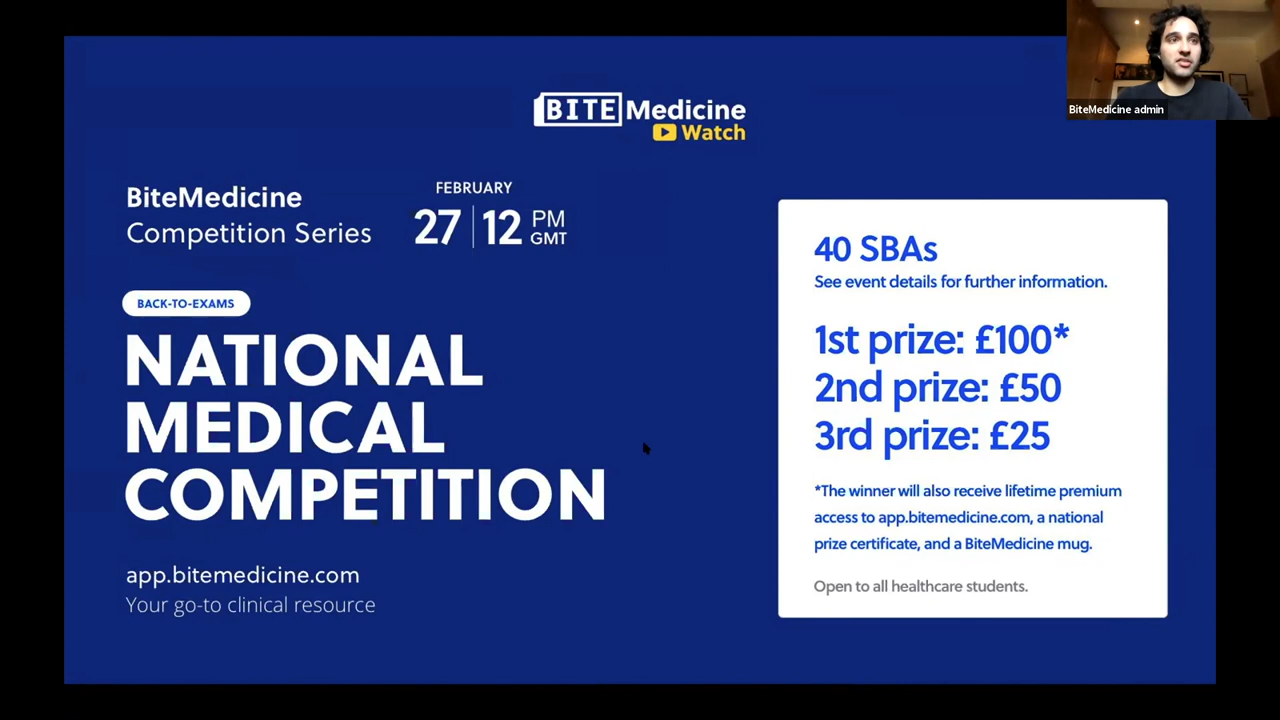 BITE Medicine
Watch
BiteMedicine admin
BiteMedicine
Competition Series
FEBRUARY
27 12 PM
GMT
BACK-TO-EXAMS
NATIONAL
MEDICAL
COMPETITION
app.bitemedicine.com
Your go-to clinical resource
40 SBAs
See event details for further information.
1st prize: £100*
2nd prize: £50
3rd prize: £25
*The winner will also receive lifetime premium
access to app.bitemedicine.com, a national
prize certificate, and a BiteMedicine mug.
Open to all healthcare students.